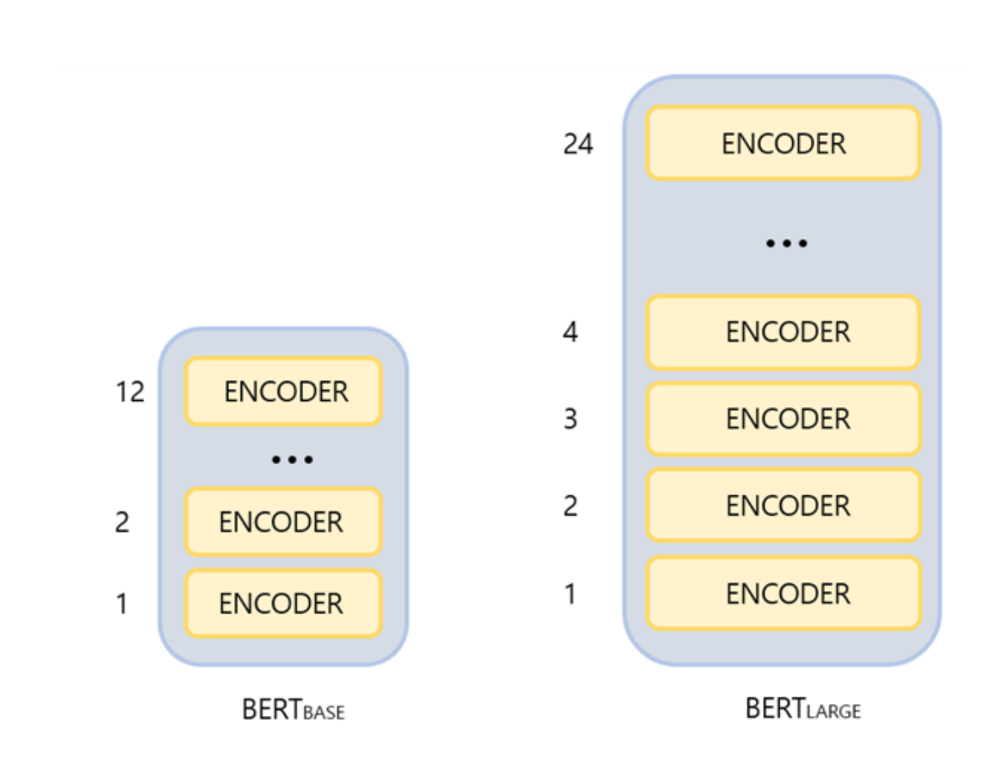 12 ENCODER
...
2 ENCODER
1 ENCODER
BERTBASE
24 ENCODER
...
4 ENCODER
3 ENCODER
2 ENCODER
1 ENCODER
BERTLARGE